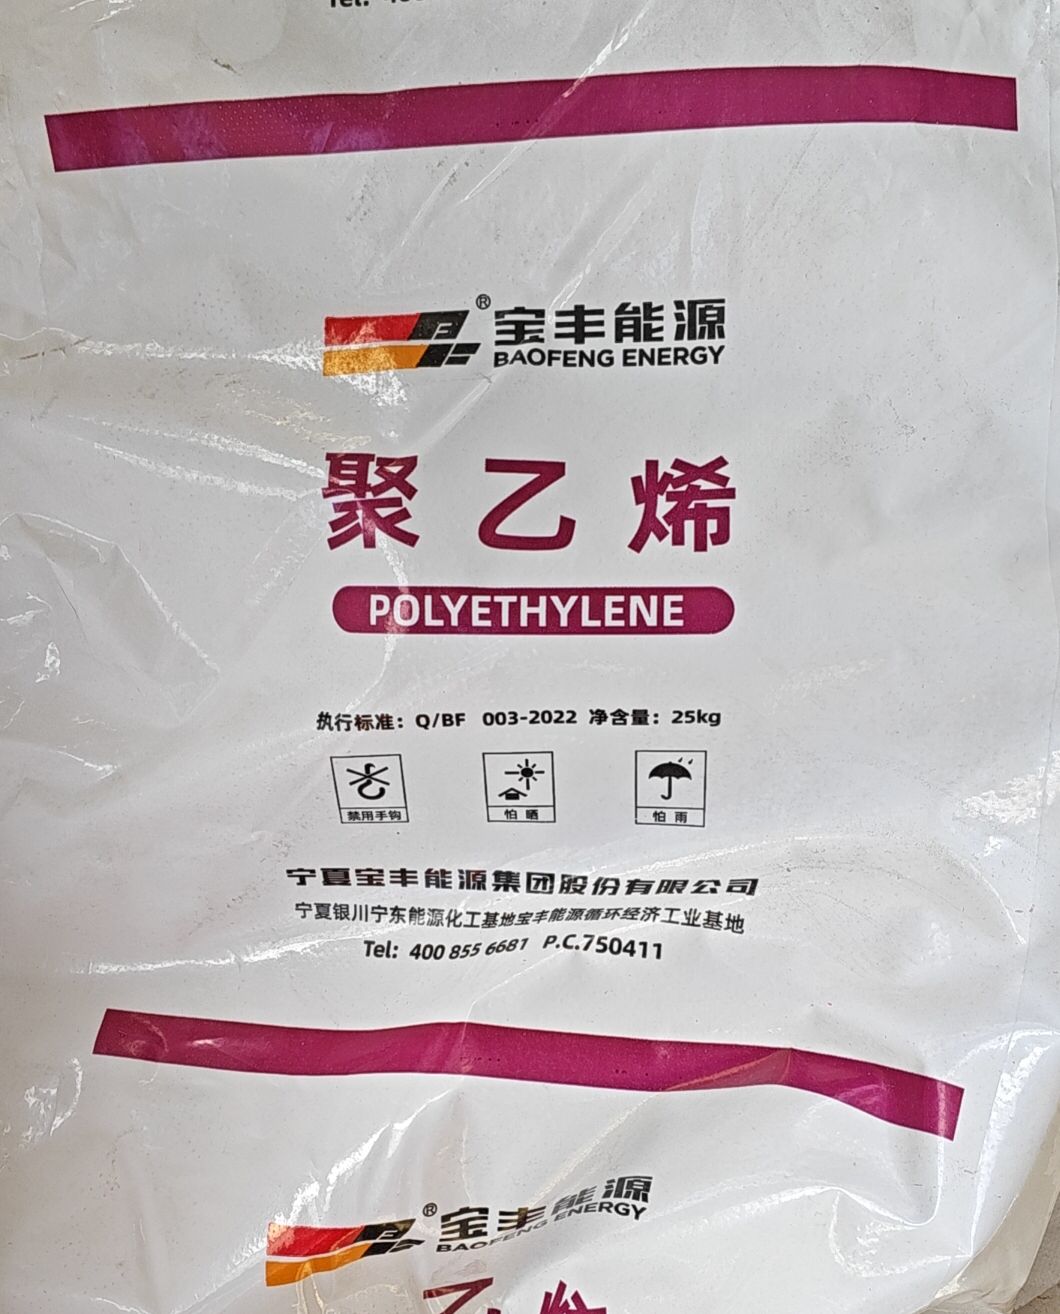 ® 宝丰能源
BAOFENG ENERGY
聚乙烯
POLYETHYLENE
执行标准：Q/BF 003-2022 净含量：25kg
禁用手钩 怕晒 怕雨
宁夏宝丰能源集团股份有限公司
宁夏银川宁东能源化工基地宝丰能源循环经济工业基地
Tel: 400 855 6681 P.C.750411
® 宝丰能源
BAOFENG ENERGY